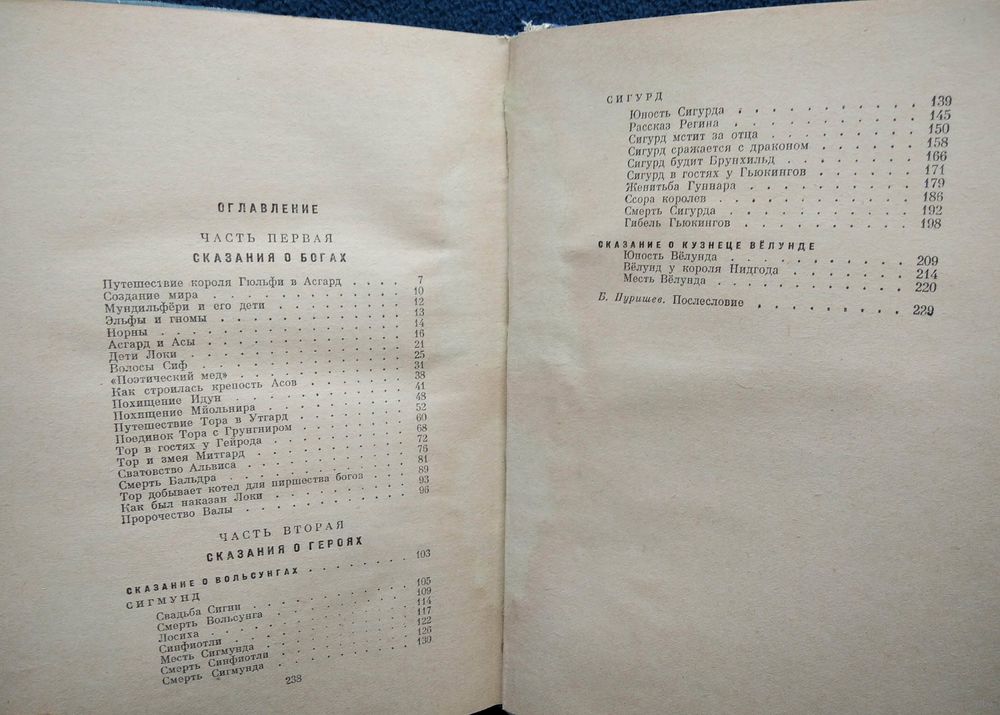 ОГЛАВЛЕНИЕ
ЧАСТЬ ПЕРВАЯ
СКАЗАНИЯ О БОГАХ
Путешествие короля Гюльфи в Асгард . . . . 7
Создание мира . . . . . . . . . . 10
Мундильфёри и его дети . . . . . . . 12
Эльфы и гномы . . . . . . . . . . 13
Норны . . . . . . . . . . . . . 14
Асгард и Асы . . . . . . . . . . . 16
Дети Локи . . . . . . . . . . . . 21
Волосы Сиф . . . . . . . . . . . 25
«Поэтический мед» . . . . . . . . . 31
Как строилась крепость Асов . . . . . . 38
Похищение Идун . . . . . . . . . . 41
Похищение Мйольнира . . . . . . . . 48
Путешествие Тора в Утгард . . . . . . 52
Поединок Тора с Грунгниром . . . . . . 60
Тор в гостях у Гейрода . . . . . . . 68
Тор и змея Митгард . . . . . . . . 72
Сватовство Альвиса . . . . . . . . 76
Смерть Бальдра . . . . . . . . . . 81
Тор добывает котел для пиршества богов . . . 89
Как был наказан Локи . . . . . . . . 93
Пророчество Валы . . . . . . . . . 96
ЧАСТЬ ВТОРАЯ
СКАЗАНИЯ О ГЕРОЯХ
СКАЗАНИЕ О ВОЛЬСУНГАХ . . . . . . . 103
СИГМУНД
Свадьба Сигни . . . . . . . . . 105
Смерть Вольсунга . . . . . . . . 109
Лосиха . . . . . . . . . . . 114
Синфиотли . . . . . . . . . . 117
Месть Сигмунда . . . . . . . . 122
Смерть Синфиотли . . . . . . . . 126
Смерть Сигмунда . . . . . . . . 130
238
СИГУРД
Юность Сигурда . . . . . . . . . 139
Рассказ Регина . . . . . . . . . 145
Сигурд мстит за отца . . . . . . . 150
Сигурд сражается с драконом . . . . . 158
Сигурд будит Брунхильд . . . . . . . 166
Сигурд в гостях у Гьюкингов . . . . . 171
Женитьба Гуннара . . . . . . . . 179
Ссора королев . . . . . . . . . 186
Смерть Сигурда . . . . . . . . . 192
Гибель Гьюкингов . . . . . . . . 198
СКАЗАНИЕ О КУЗНЕЦЕ ВЁЛУНДЕ
Юность Вёлунда . . . . . . . . . 209
Вёлунд у короля Нидгода . . . . . . 214
Месть Вёлунда . . . . . . . . . 220
Б. Пуришев. Послесловие . . . . . . . 229